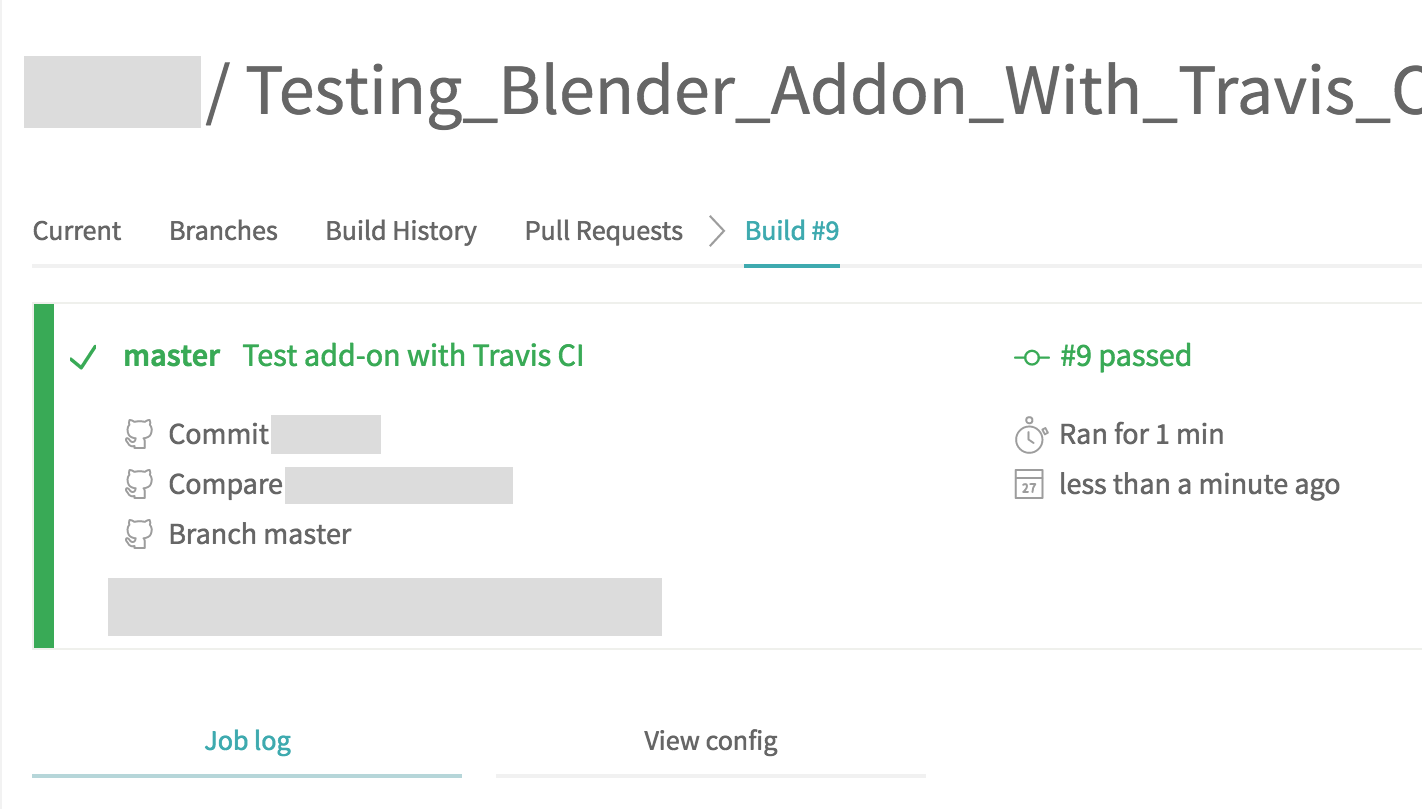 / Testing_Blender_Addon_With_Travis_C
Current Branches Build History Pull Requests Build #9
master Test add-on with Travis CI
#9 passed
Commit
Ran for 1 min
Compare
27 less than a minute ago
Branch master
Job log View config